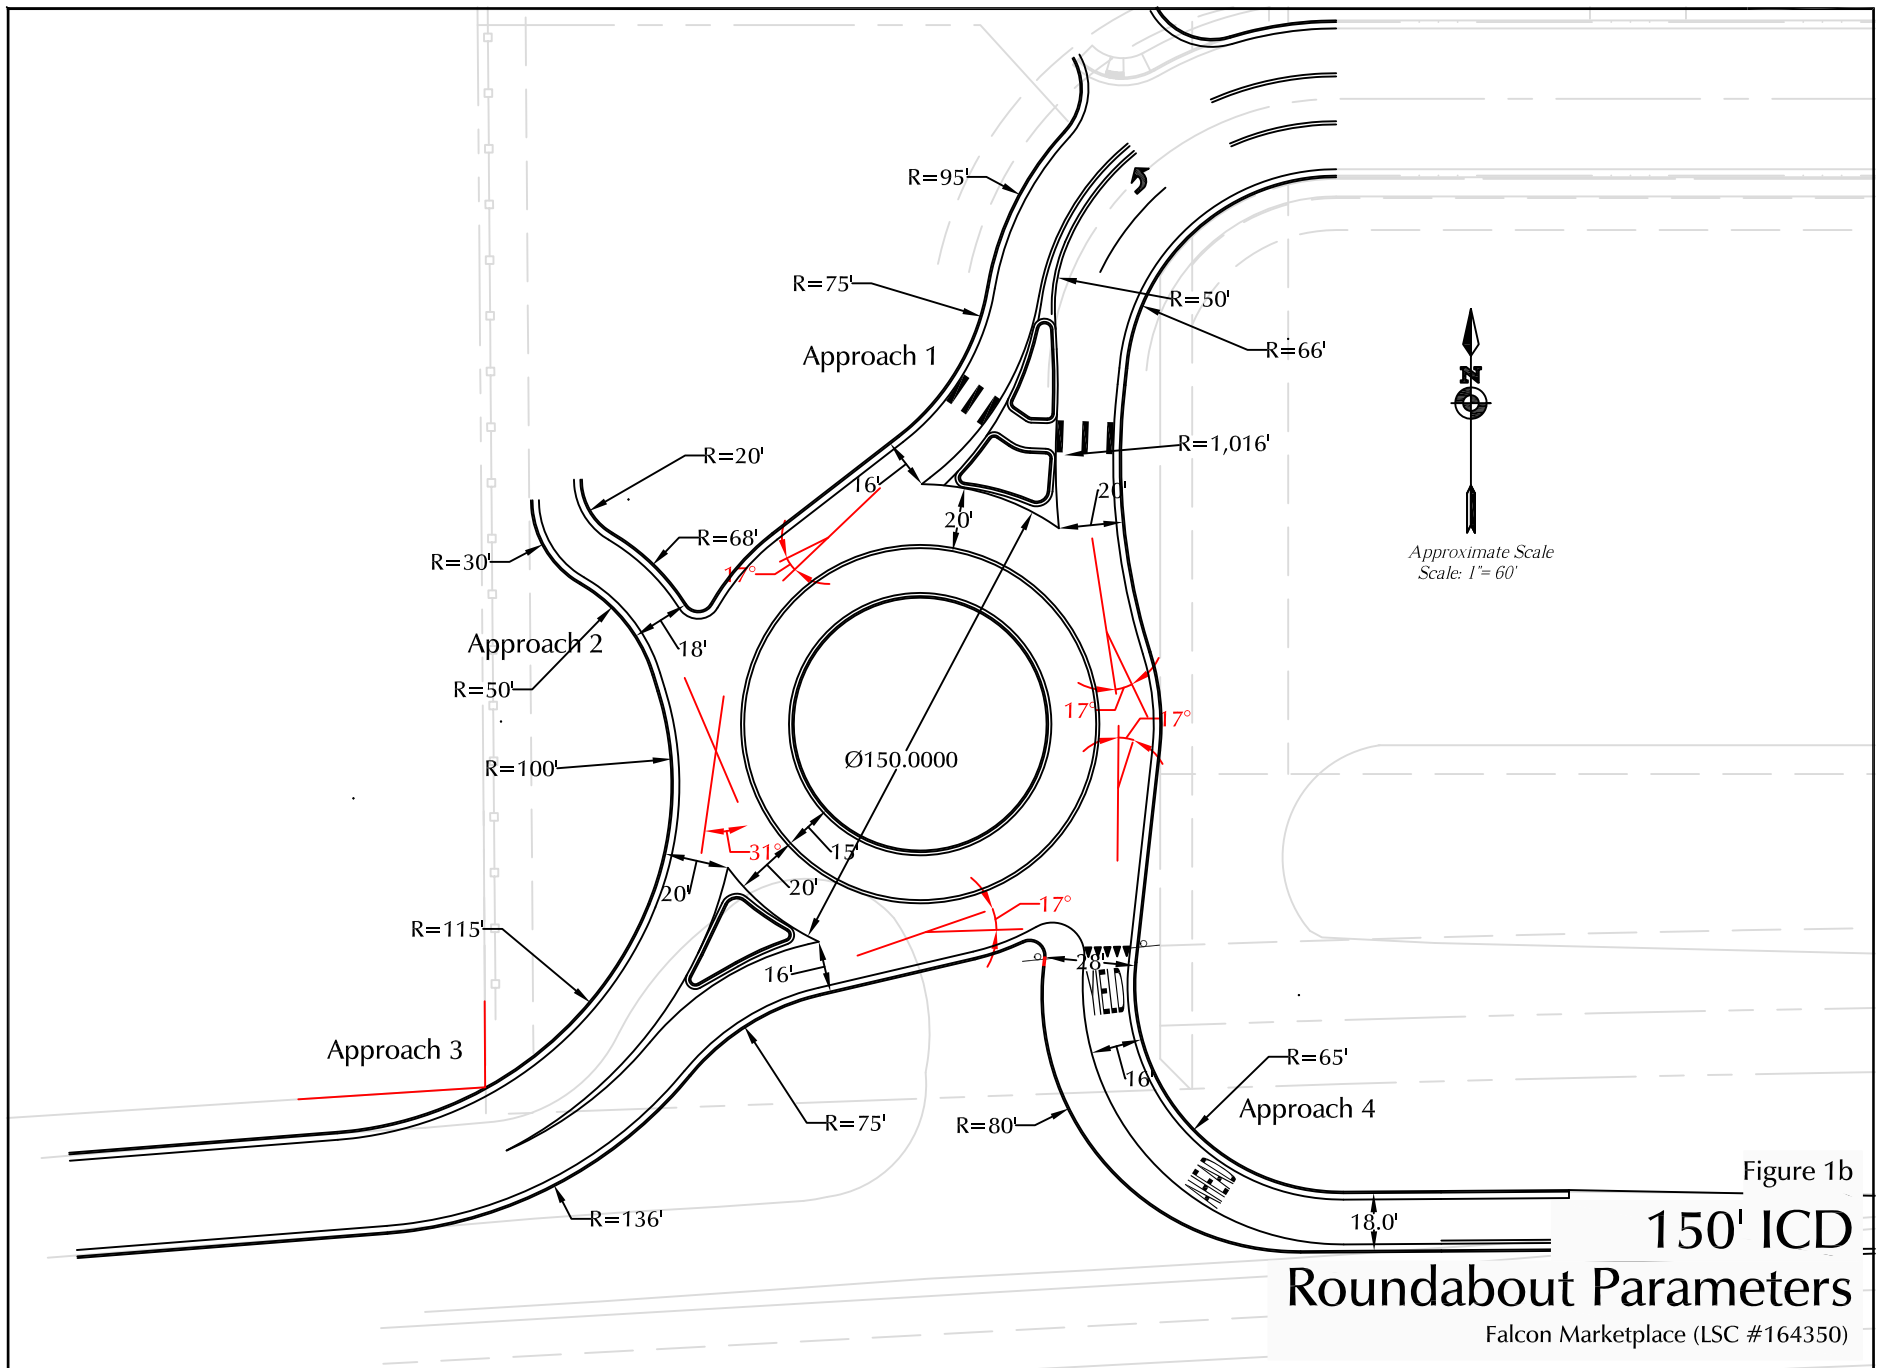 R=95'
R=75'
R=50'
R=66'
Approach 1
N
R=20'
R=1,016'
16'
20'
20'
R=68'
R=30'
17°
Approximate Scale
Scale: 1"= 60'
Approach 2
18'
R=50'
17°
17°
Ø150.0000
R=100'
31°
15'
20'
20'
17°
R=115'
28'
16'
Approach 3
R=65'
16'
Approach 4
R=75'
R=80'
Figure 1b
R=136'
18.0'
150' ICD
Roundabout Parameters
Falcon Marketplace (LSC #164350)